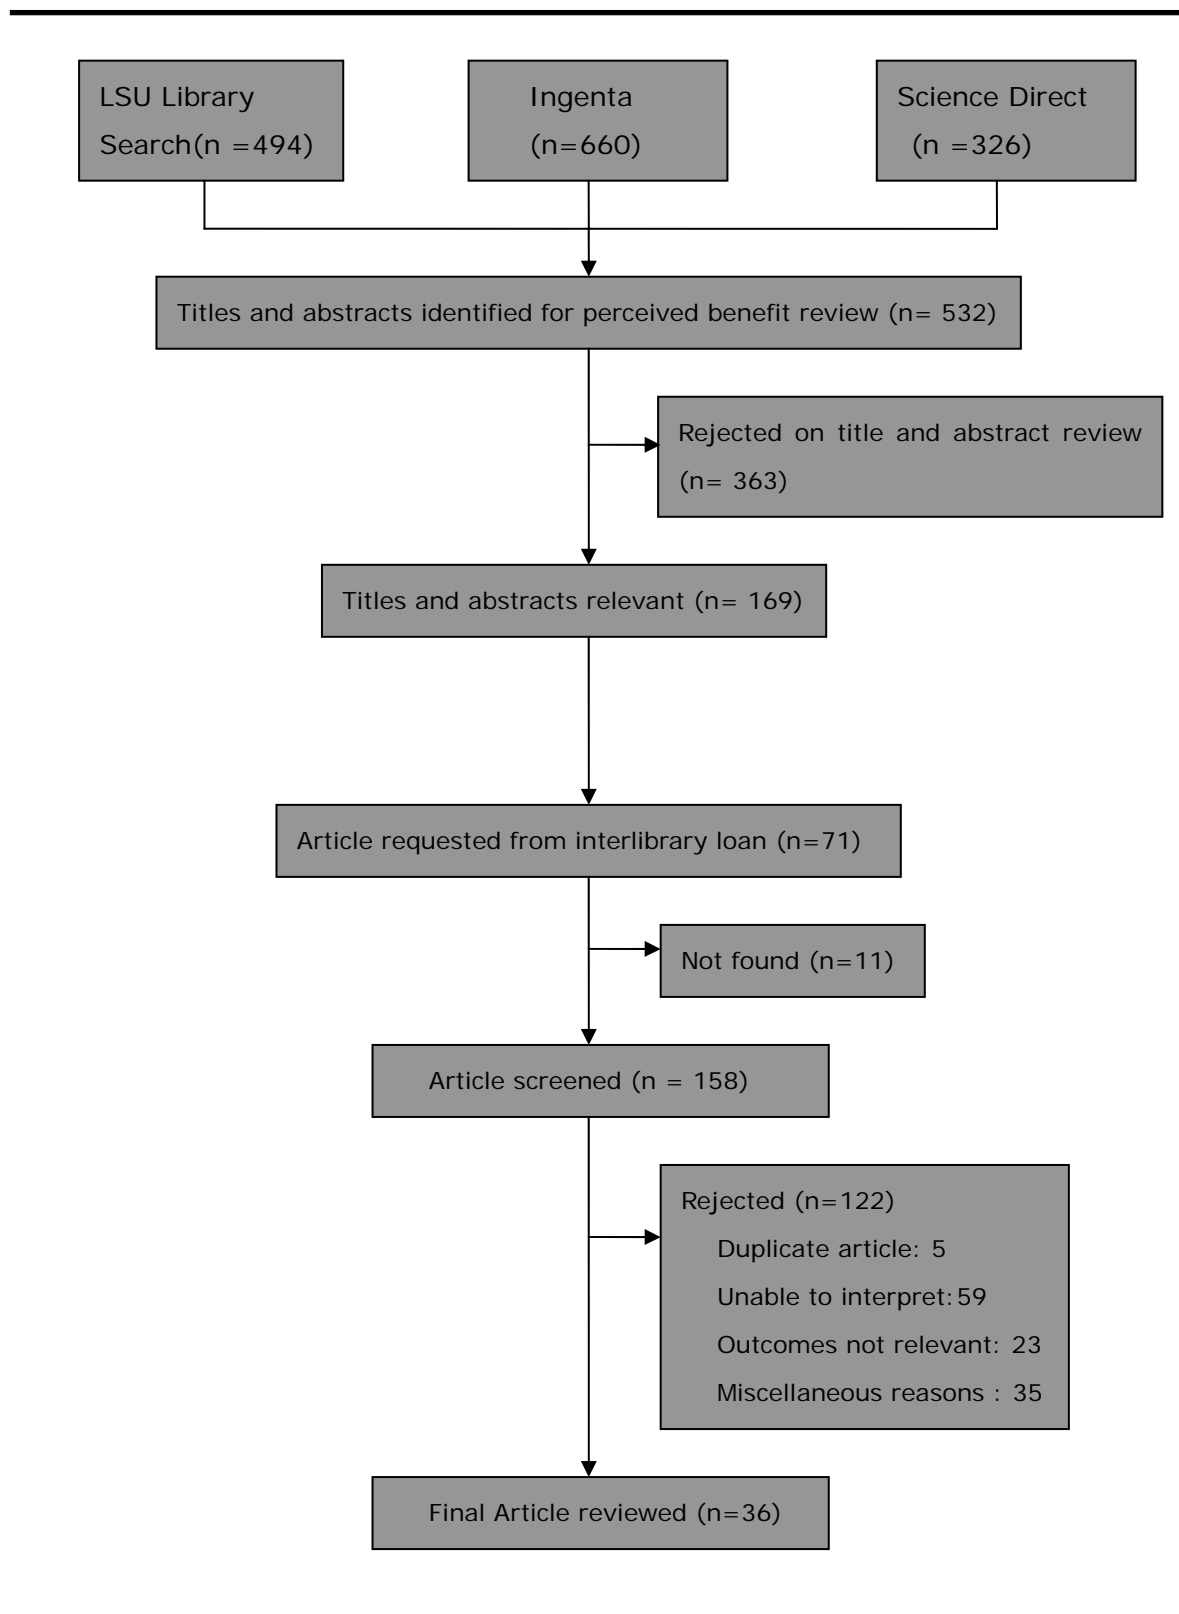 LSU Library
Search(n =494)
Ingenta
(n=660)
Science Direct
(n =326)
Titles and abstracts identified for perceived benefit review (n= 532)
Rejected on title and abstract review
(n= 363)
Titles and abstracts relevant (n= 169)
Article requested from interlibrary loan (n=71)
Not found (n=11)
Article screened (n = 158)
Rejected (n=122)
Duplicate article: 5
Unable to interpret:59
Outcomes not relevant: 23
Miscellaneous reasons : 35
Final Article reviewed (n=36)